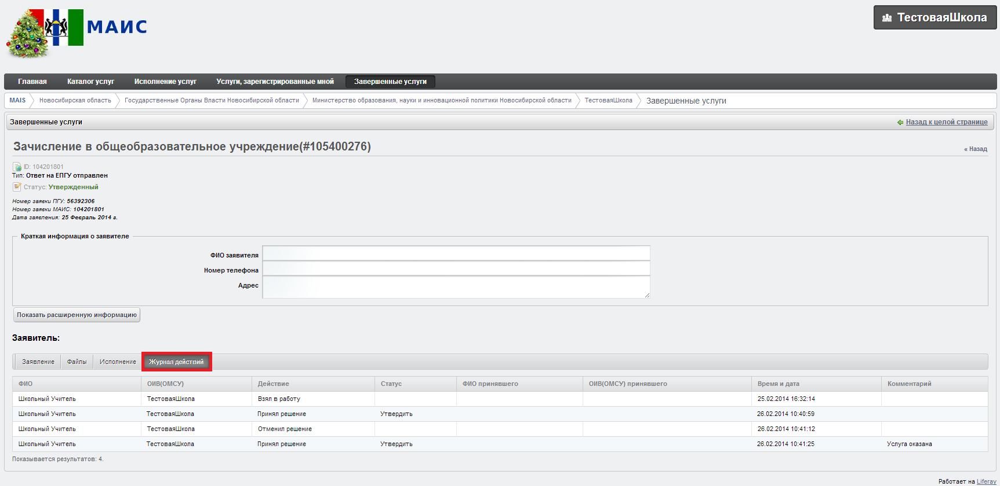 МАИС
ТестоваяШкола
Главная Каталог услуг Исполнение услуг Услуги, зарегистрированные мной Завершенные услуги
MAIS Новосибирская область Государственные Органы Власти Новосибирской области Министерство образования, науки и инновационной политики Новосибирской области ТестоваяШкола Завершенные услуги
Завершенные услуги Назад к целой странице
Зачисление в общеобразовательное учреждение(#105400276) « Назад
ID: 104201801
Тип: Ответ на ЕПГУ отправлен
Статус: Утвержденный
Номер заявки ПГУ: 56392306
Номер заявки МАИС: 104201801
Дата заявления: 25 Февраль 2014 г.
Краткая информация о заявителе
ФИО заявителя
Номер телефона
Адрес
Показать расширенную информацию
Заявитель:
Заявление Файлы Исполнение Журнал действий
ФИО ОИВ(ОМСУ) Действие Статус ФИО принявшего ОИВ(ОМСУ) принявшего Время и дата Комментарий
Школьный Учитель ТестоваяШкола Взял в работу 25.02.2014 16:32:14
Школьный Учитель ТестоваяШкола Принял решение Утвердить 26.02.2014 10:40:59
Школьный Учитель ТестоваяШкола Отменил решение 26.02.2014 10:41:12
Школьный Учитель ТестоваяШкола Принял решение Утвердить 26.02.2014 10:41:25 Услуга оказана
Показывается результатов: 4.
Работает на Liferay